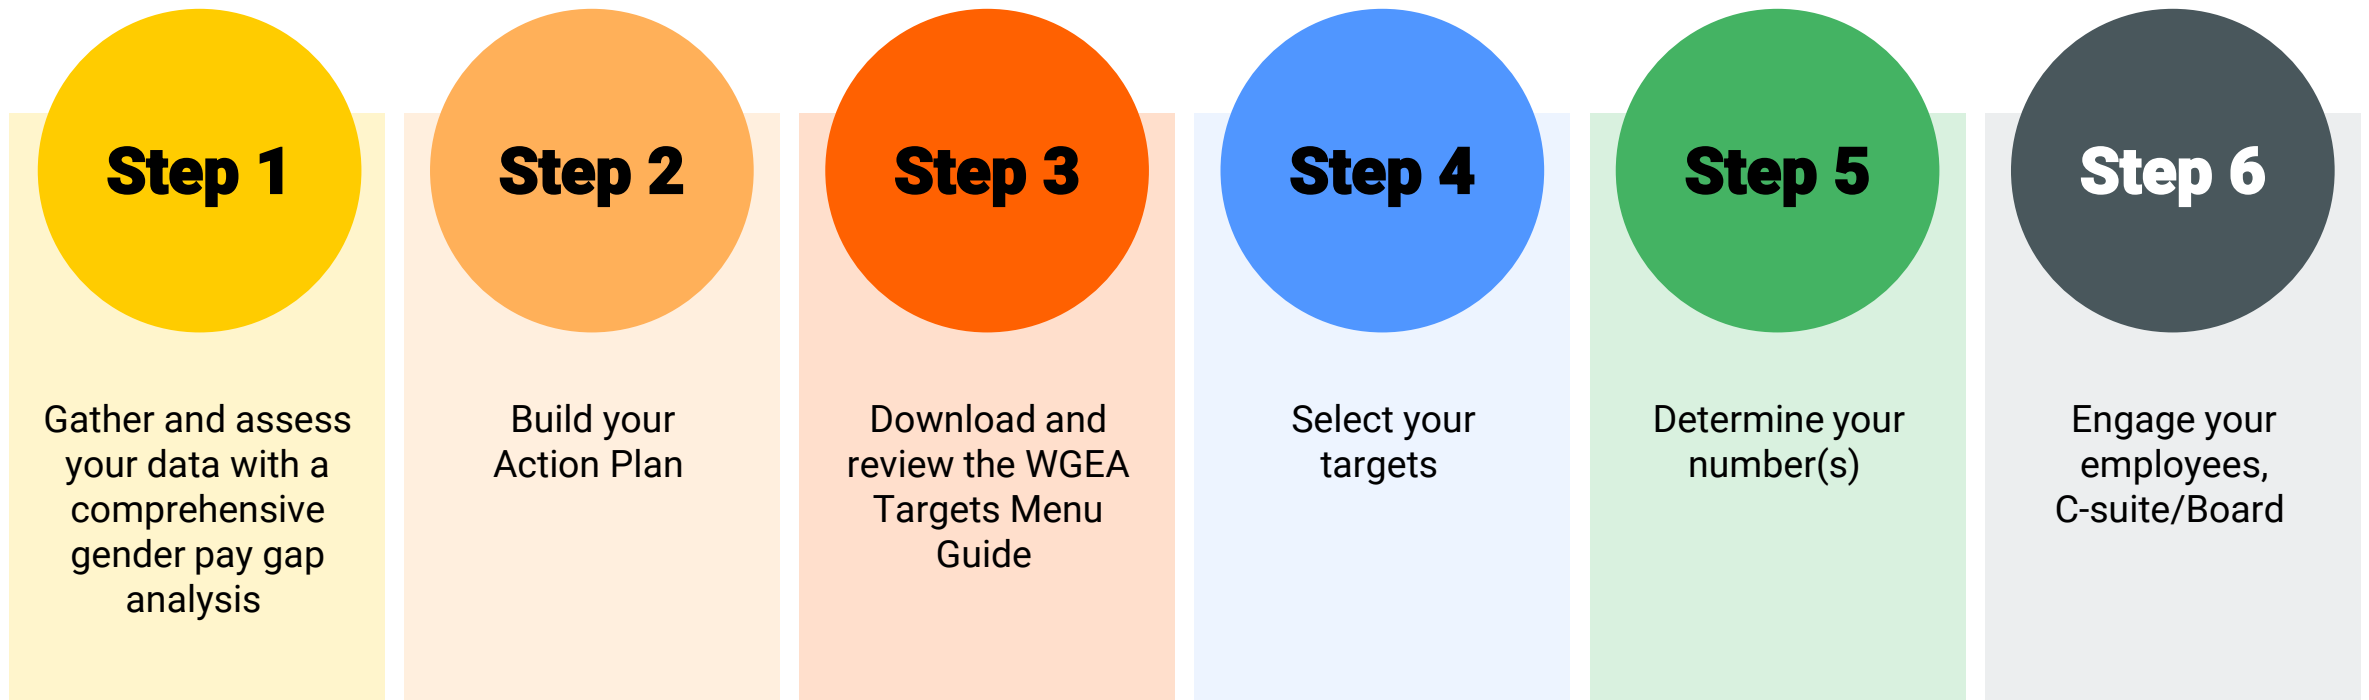 Step 1
Gather and assess
your data with a
comprehensive
gender pay gap
analysis
Step 2
Build your
Action Plan
Step 3
Download and
review the WGEA
Targets Menu
Guide
Step 4
Select your
targets
Step 5
Determine your
number(s)
Step 6
Engage your
employees,
C-suite/Board